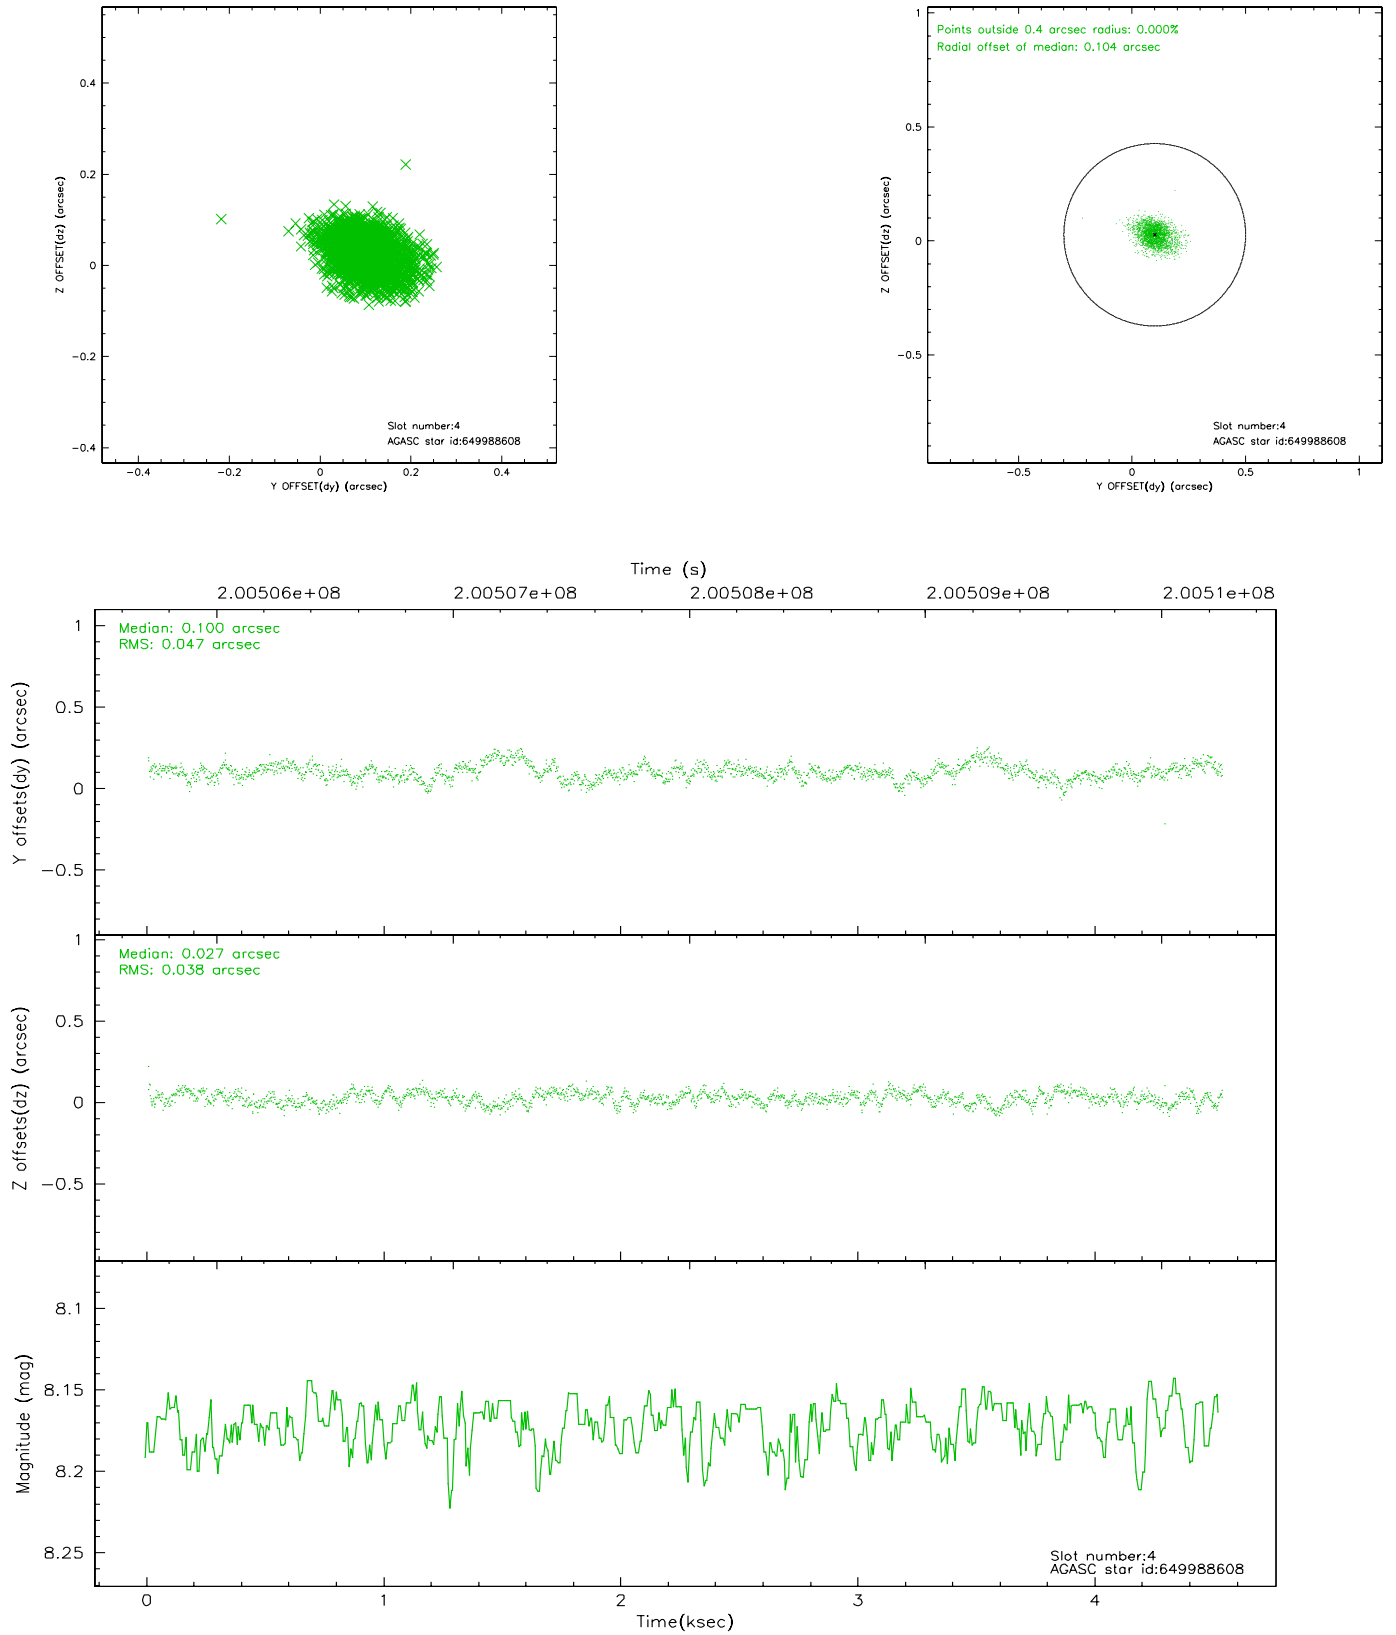 0.4
0.2
0
−0.2
−0.4
Z OFFSET(dz) (arcsec)
Slot number:4
AGASC star id:649988608
−0.4 −0.2 0 0.2 0.4
Y OFFSET(dy) (arcsec)
Points outside 0.4 arcsec radius: 0.000%
Radial offset of median: 0.104 arcsec
1
0.5
0
−0.5
Z OFFSET(dz) (arcsec)
Slot number:4
AGASC star id:649988608
−0.5 0 0.5 1
Y OFFSET(dy) (arcsec)
Time (s)
2.00506e+08 2.00507e+08 2.00508e+08 2.00509e+08 2.0051e+08
Median: 0.100 arcsec
RMS: 0.047 arcsec
1
0.5
0
−0.5
Y offsets(dy) (arcsec)
Median: 0.027 arcsec
RMS: 0.038 arcsec
1
0.5
0
−0.5
Z offsets(dz) (arcsec)
8.1
8.15
8.2
8.25
Magnitude (mag)
Slot number:4
AGASC star id:649988608
0 1 2 3 4
Time(ksec)